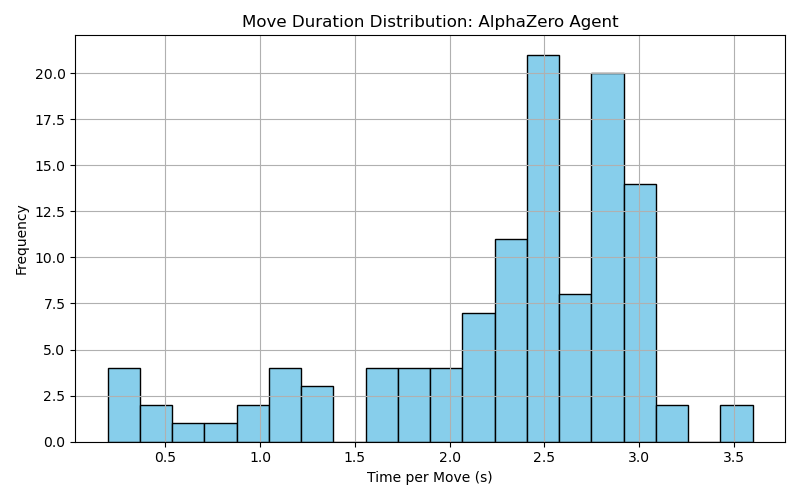 Move Duration Distribution: AlphaZero Agent
20.0
17.5
15.0
12.5
10.0
7.5
5.0
2.5
0.0
Frequency
0.5 1.0 1.5 2.0 2.5 3.0 3.5
Time per Move (s)